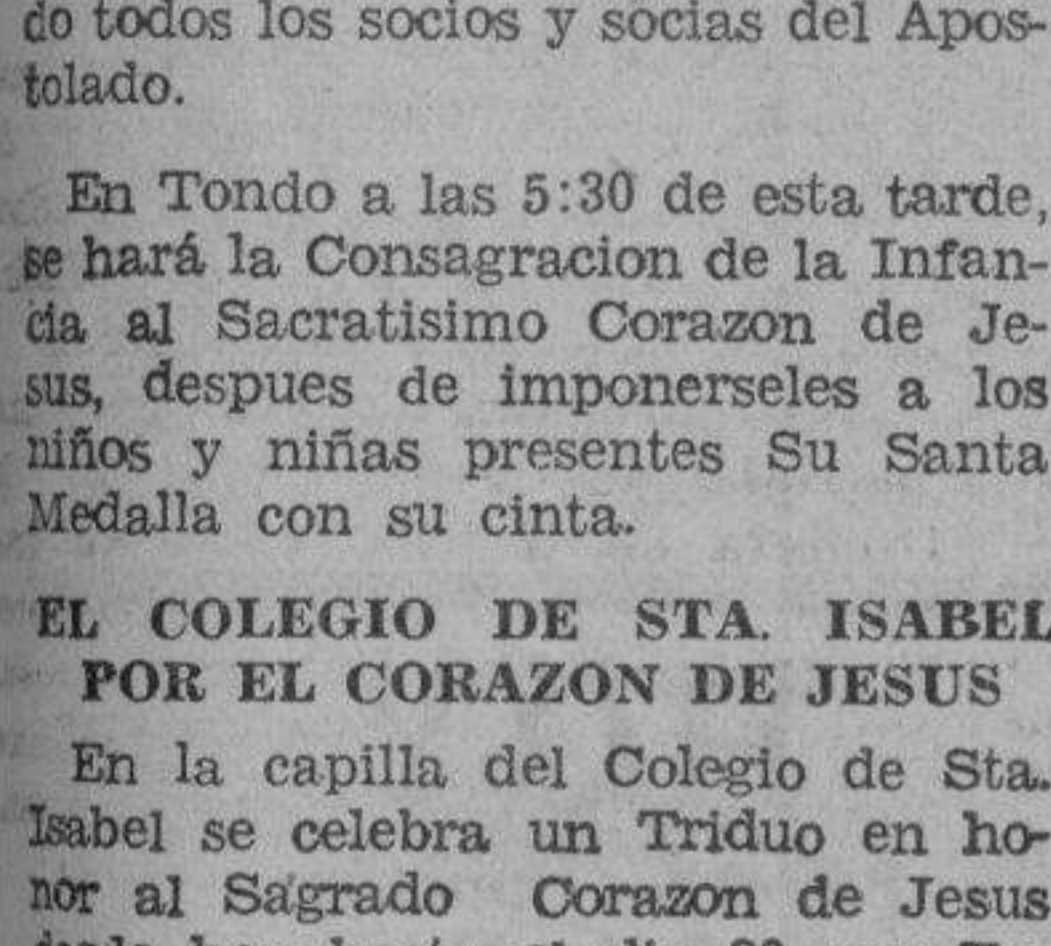 do todos los socios y socias del Apos-
tolado.
En Tondo a las 5:30 de esta tarde,
se hará la Consagracion de la Infan-
cia al Sacratisimo Corazon de Je-
sus, despues de imponerseles a los
niños y niñas presentes Su Santa
Medalla con su cinta.
EL COLEGIO DE STA. ISABEL
POR EL CORAZON DE JESUS
En la capilla del Colegio de Sta.
Isabel se celebra un Triduo en ho-
nor al Sagrado Corazon de Jesus